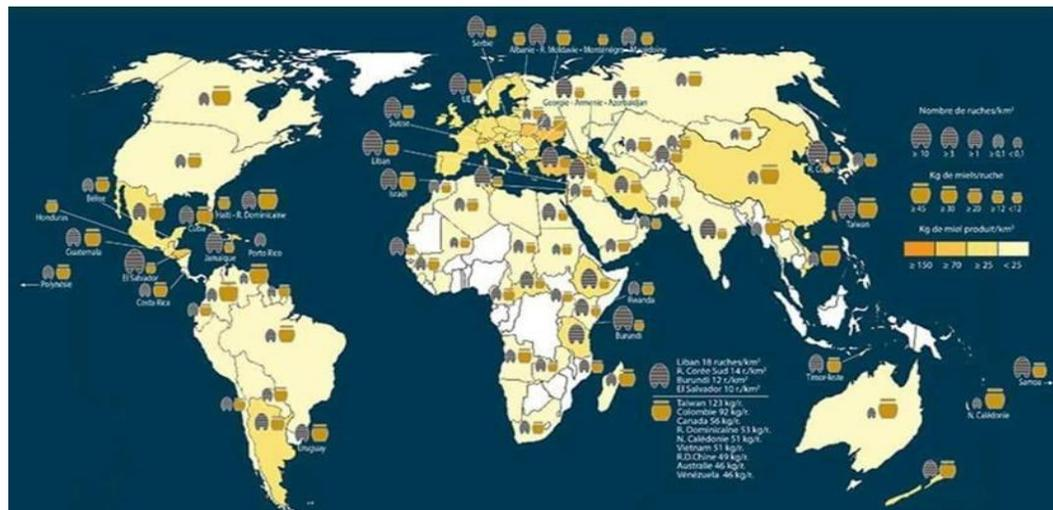 Serbie
Albanie - R. Moldavie - Monténégro - Macédoine
UE
Géorgie - Arménie - Azerbaïdjan
Suisse
Liban
Israël
Belize
Honduras
Cuba
Haïti - R. Dominicaine
Guatemala
Jamaïque
Porto Rico
El Salvador
Polynésie
Costa Rica
Uruguay
Rwanda
Burundi
R. Corée
Taiwan
Timor-leste
Samoa
N. Calédonie
Nombre de ruches/km²
≥ 10 ≥ 3 ≥ 1 ≥ 0,1 < 0,1
Kg de miels/ruche
≥ 45 ≥ 30 ≥ 20 ≥ 12 <12
Kg de miel produit/km²
≥ 150 ≥ 70 ≥ 25 < 25
Liban 18 ruches/km²
R. Corée Sud 14 r./km²
Burundi 12 r./km²
El Salvador 10 r./km²
Taiwan 123 kg/r.
Colombie 92 kg/r.
Canada 56 kg/r.
R. Dominicaine 53 kg/r.
N. Calédonie 51 kg/r.
Vietnam 51 kg/r.
R.D.Chine 49 kg/r.
Australie 46 kg/r.
Vénézuela 46 kg/r.